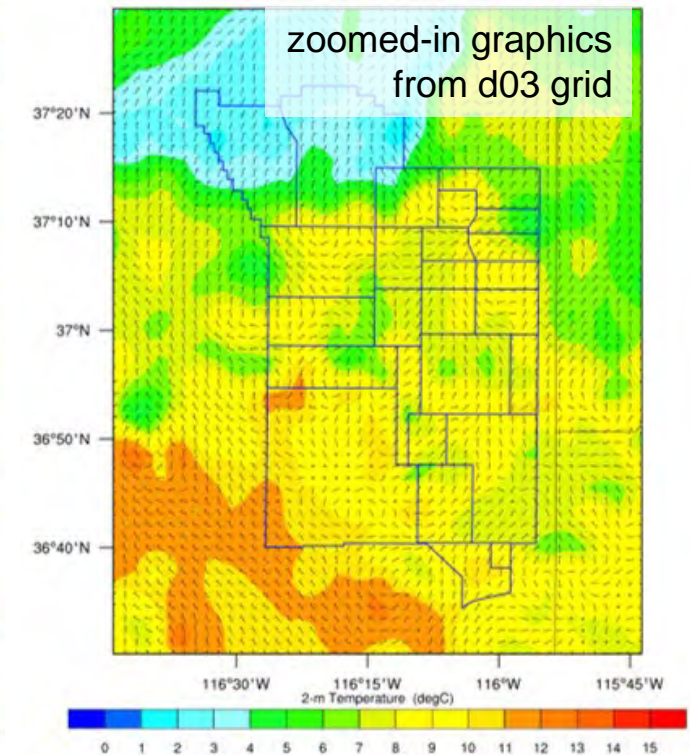 zoomed-in graphics
from d03 grid
37°20'N
37°10'N
37°N
36°50'N
36°40'N
116°30'W 116°15'W 116°W 115°45'W
2-m Temperature (degC)
0 1 2 3 4 5 6 7 8 9 10 11 12 13 14 15